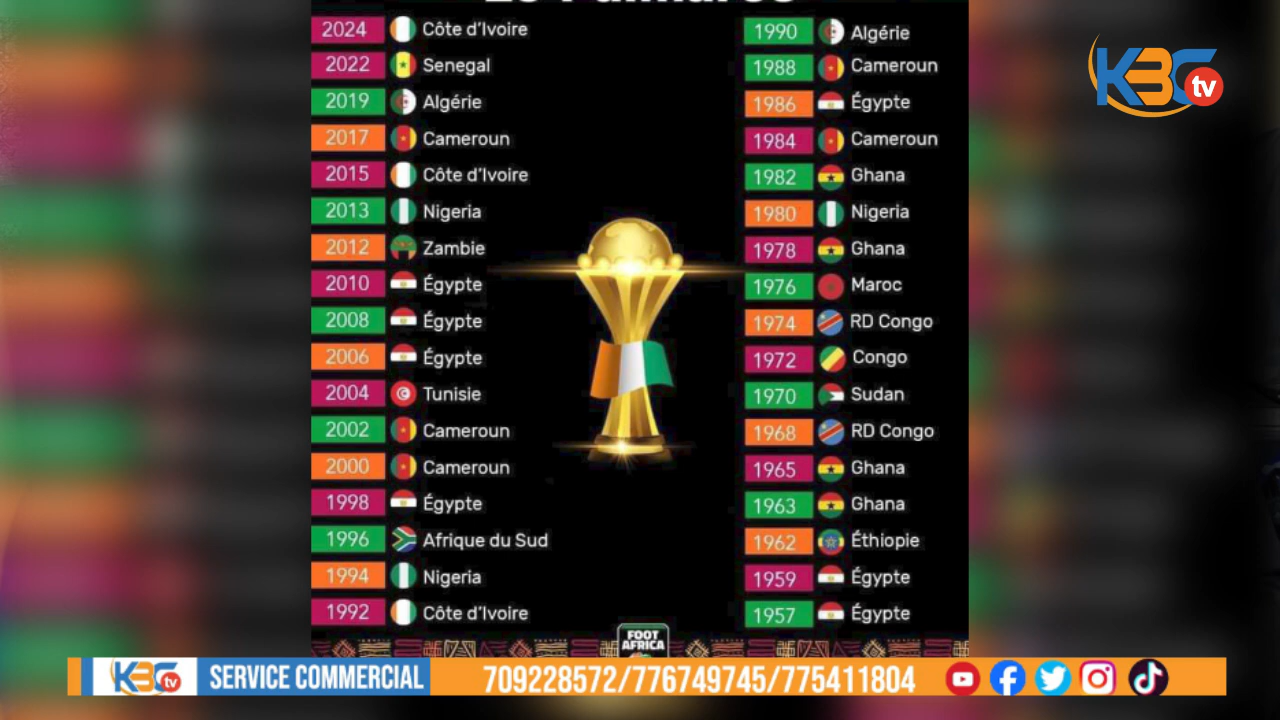 Le Palmarès
2024 Côte d'Ivoire
2022 Senegal
2019 Algérie
2017 Cameroun
2015 Côte d'Ivoire
2013 Nigeria
2012 Zambie
2010 Égypte
2008 Égypte
2006 Égypte
2004 Tunisie
2002 Cameroun
2000 Cameroun
1998 Égypte
1996 Afrique du Sud
1994 Nigeria
1992 Côte d'Ivoire
1990 Algérie
1988 Cameroun
1986 Égypte
1984 Cameroun
1982 Ghana
1980 Nigeria
1978 Ghana
1976 Maroc
1974 RD Congo
1972 Congo
1970 Sudan
1968 RD Congo
1965 Ghana
1963 Ghana
1962 Éthiopie
1959 Égypte
1957 Égypte
FOOT
AFRICA
KBC tv
KBC tv SERVICE COMMERCIAL 709228572/776749745/775411804